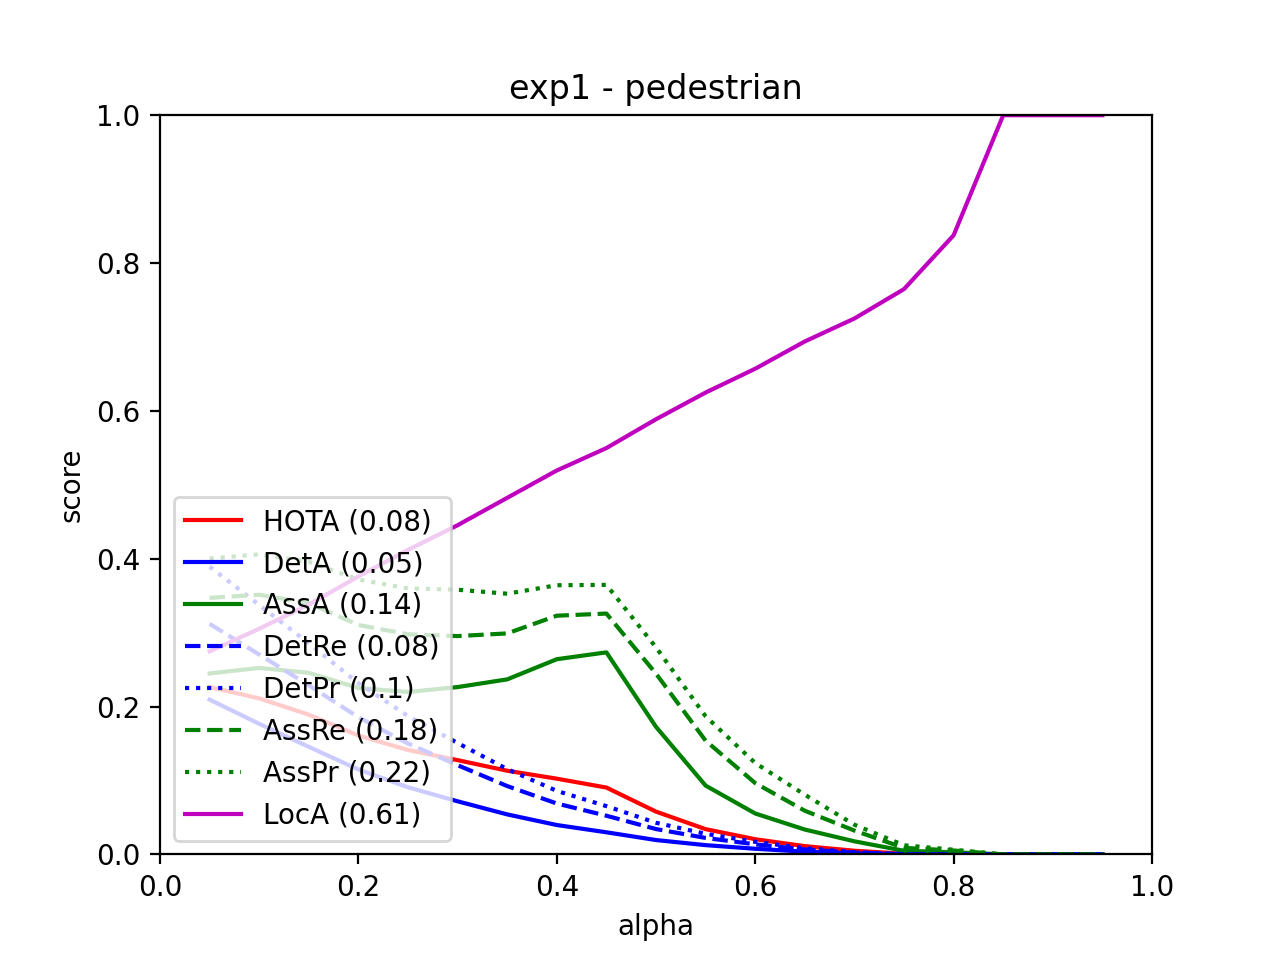 exp1 - pedestrian
1.0
0.8
0.6
0.4
0.2
0.0
score
HOTA (0.08)
DetA (0.05)
AssA (0.14)
DetRe (0.08)
DetPr (0.1)
AssRe (0.18)
AssPr (0.22)
LocA (0.61)
0.0 0.2 0.4 0.6 0.8 1.0
alpha